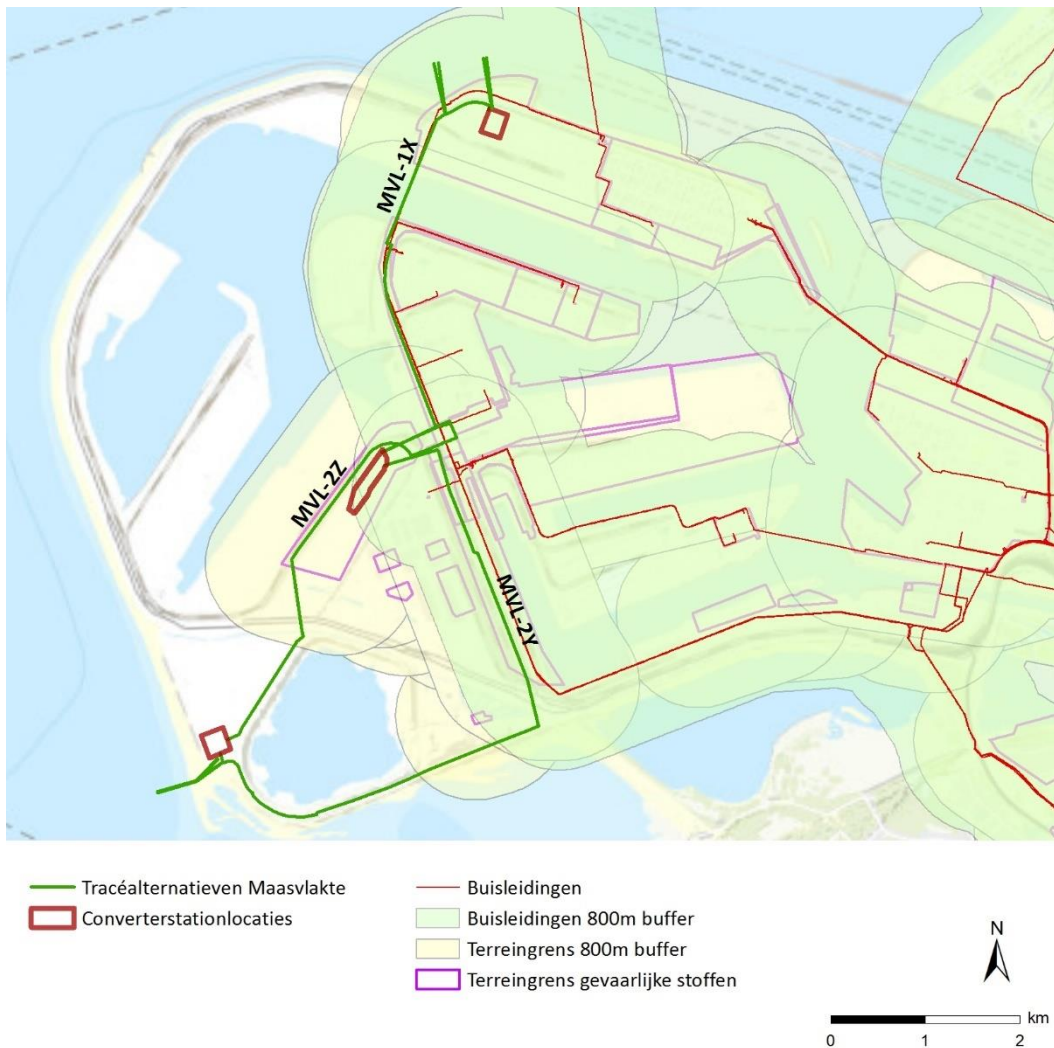 MVL-1X
MVL-2Z
MVL-2Y
Tracéalternatieven Maasvlakte
Converterstationlocaties
Buisleidingen
Buisleidingen 800m buffer
Terreingrens 800m buffer
Terreingrens gevaarlijke stoffen
N
km
0 1 2